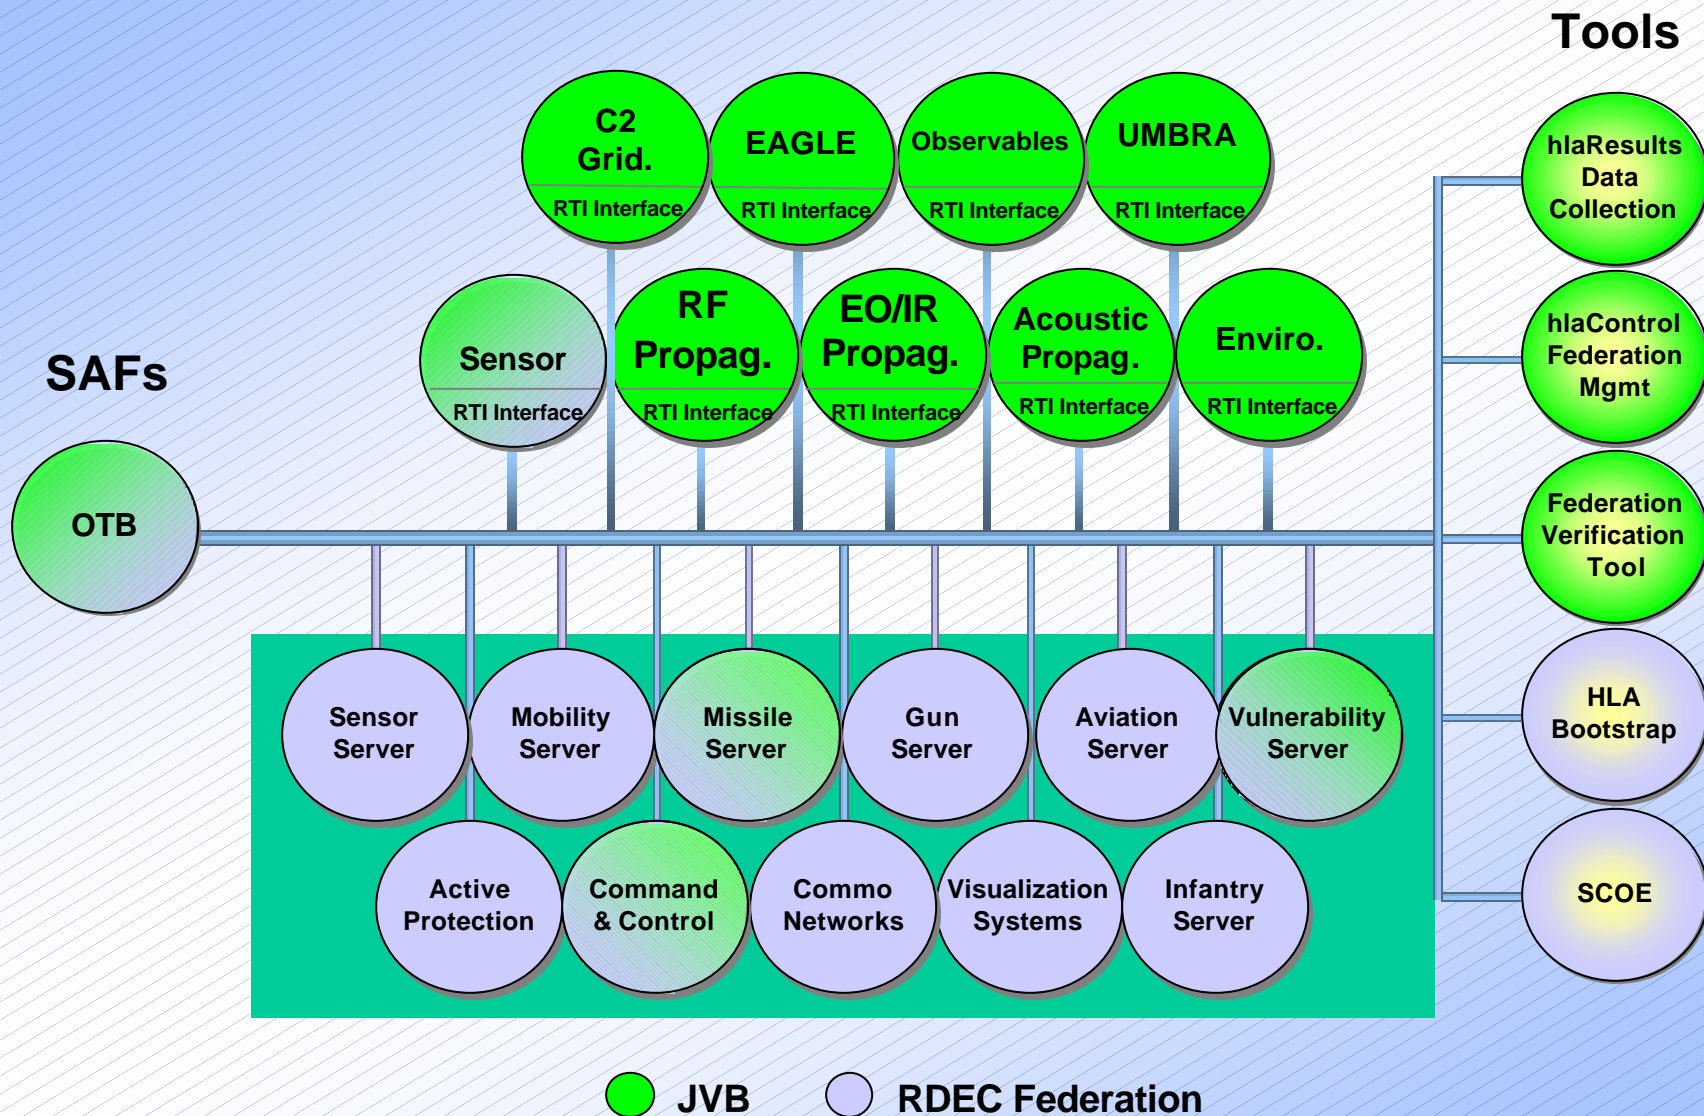 Tools
C2
Grid.
RTI Interface
EAGLE
RTI Interface
Observables
RTI Interface
UMBRA
RTI Interface
hlaResults
Data
Collection
Sensor
RTI Interface
RF
Propag.
RTI Interface
EO/IR
Propag.
RTI Interface
Acoustic
Propag.
RTI Interface
Enviro.
RTI Interface
hlaControl
Federation
Mgmt
SAFs
OTB
Federation
Verification
Tool
Sensor
Server
Mobility
Server
Missile
Server
Gun
Server
Aviation
Server
Vulnerability
Server
HLA
Bootstrap
Active
Protection
Command
& Control
Commo
Networks
Visualization
Systems
Infantry
Server
SCOE
JVB
RDEC Federation